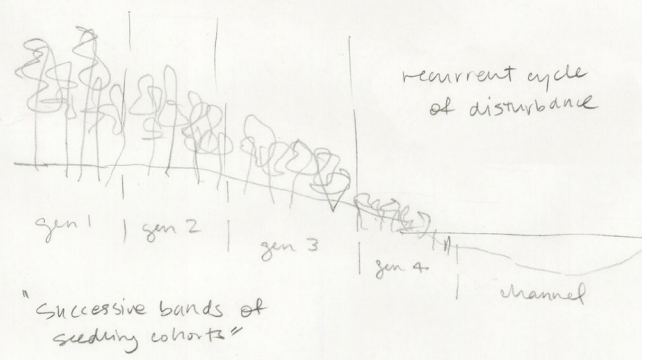 recurrent cycle
of disturbance
gen 1
gen 2
gen 3
gen 4
channel
"successive bands of
seedling cohorts"